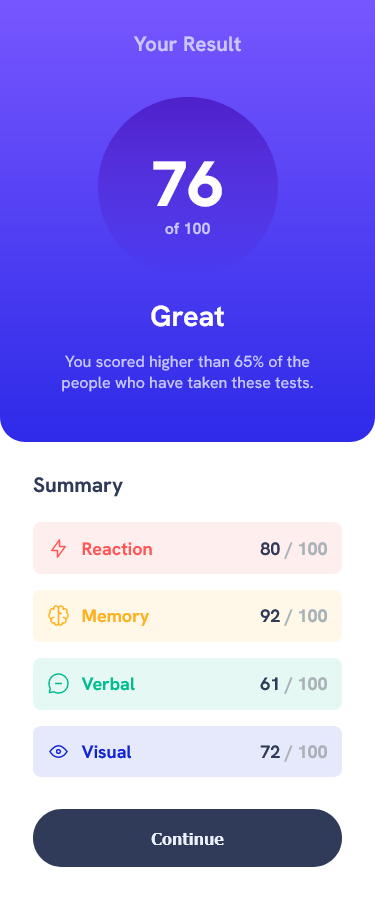 Your Result
76
of 100
Great
You scored higher than 65% of the
people who have taken these tests.
Summary
Reaction 80 / 100
Memory 92 / 100
Verbal 61 / 100
Visual 72 / 100
Continue